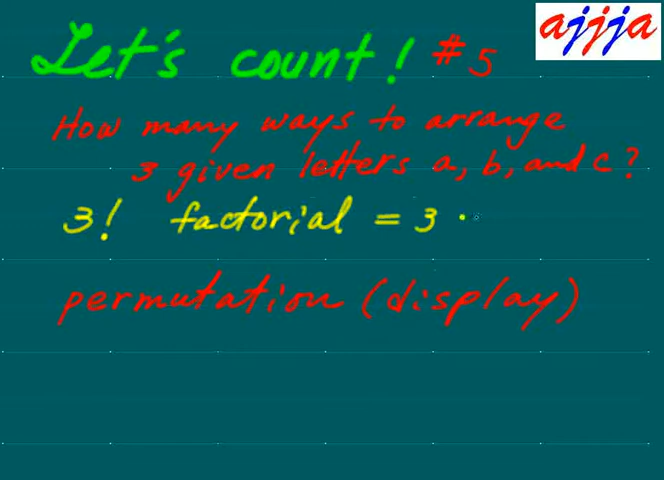 Let's count! #5
ajjja
How many ways to arrange
3 given letters a, b, and c?
3! factorial = 3 ·
permutation (display)